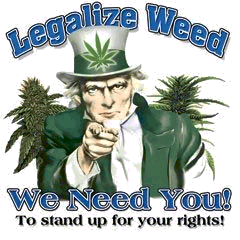 Legalize Weed
We Need You!
To stand up for your rights!